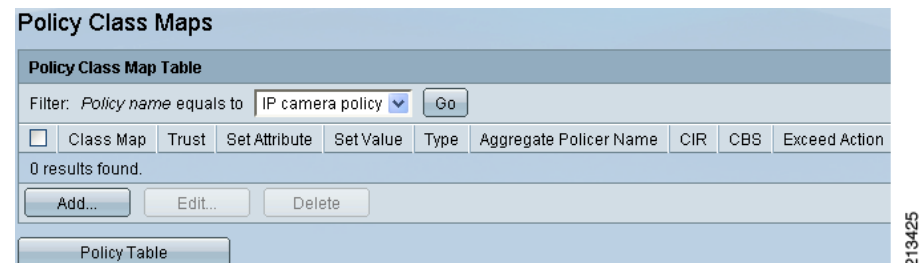 Policy Class Maps
Policy Class Map Table
Filter: Policy name equals to IP camera policy Go
Class Map Trust Set Attribute Set Value Type Aggregate Policer Name CIR CBS Exceed Action
0 results found.
Add... Edit... Delete
Policy Table
213425